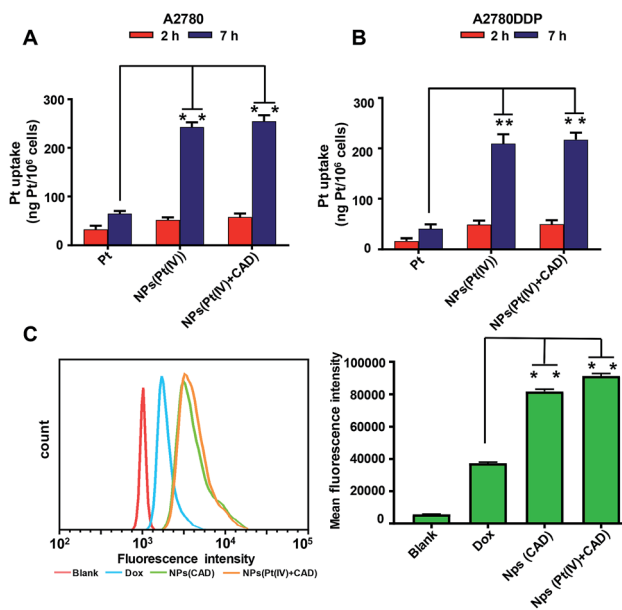 A
A2780
2 h
7 h
Pt uptake
(ng Pt/10⁶ cells)
300
200
100
0
* *
* *
Pt
NPs(Pt(IV))
NPs(Pt(IV)+CAD)
B
A2780DDP
2 h
7 h
Pt uptake
(ng Pt/10⁶ cells)
300
200
100
0
**
* *
Pt
NPs(Pt(IV))
NPs(Pt(IV)+CAD)
C
count
10² 10³ 10⁴ 10⁵
Fluorescence intensity
Blank Dox NPs(CAD) NPs(Pt(IV)+CAD)
Mean fluorescence intensity
100000
80000
60000
40000
20000
0
* *
* *
Blank
Dox
Nps (CAD)
Nps (Pt(IV)+CAD)